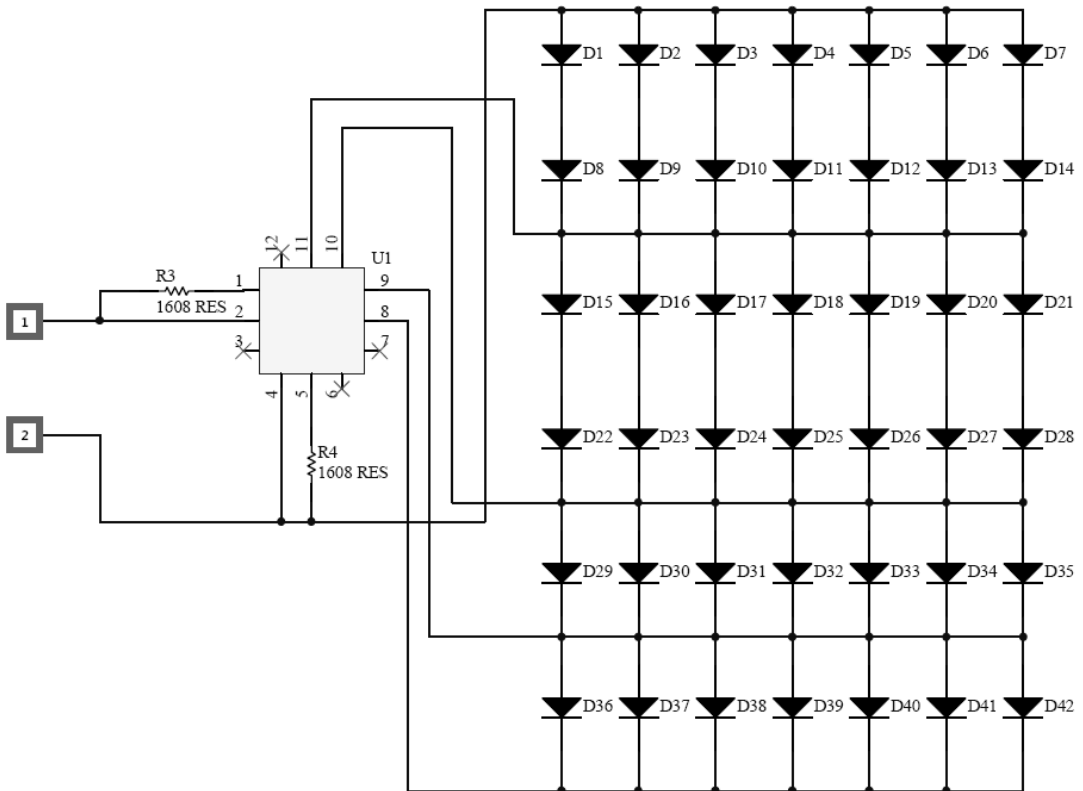 D1 D2 D3 D4 D5 D6 D7
D8 D9 D10 D11 D12 D13 D14
12 11 10
U1
R3
1 9
1608 RES
1 2 8
D15 D16 D17 D18 D19 D20 D21
3 7
4 5 6
2
D22 D23 D24 D25 D26 D27 D28
R4
1608 RES
D29 D30 D31 D32 D33 D34 D35
D36 D37 D38 D39 D40 D41 D42